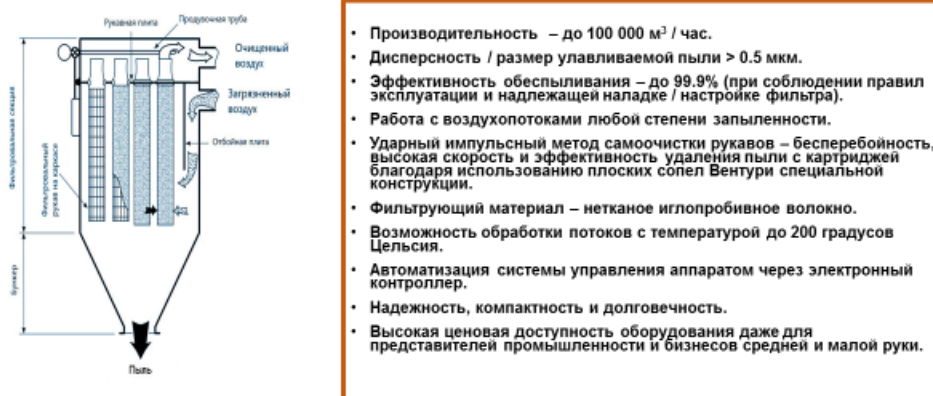 Рукавная плита
Продувочная труба
Очищенный
воздух
Загрязненный
воздух
Отбойная плита
Фильтровальная секция
Фильтровальный
рукав на каркасе
Бункер
Пыль
• Производительность – до 100 000 м³ / час.
• Дисперсность / размер улавливаемой пыли > 0.5 мкм.
• Эффективность обеспыливания – до 99.9% (при соблюдении правил
эксплуатации и надлежащей наладке / настройке фильтра).
• Работа с воздухопотоками любой степени запыленности.
• Ударный импульсный метод самоочистки рукавов – бесперебойность,
высокая скорость и эффективность удаления пыли с картриджей
благодаря использованию плоских сопел Вентури специальной
конструкции.
• Фильтрующий материал – нетканое иглопробивное волокно.
• Возможность обработки потоков с температурой до 200 градусов
Цельсия.
• Автоматизация системы управления аппаратом через электронный
контроллер.
• Надежность, компактность и долговечность.
• Высокая ценовая доступность оборудования даже для
представителей промышленности и бизнесов средней и малой руки.